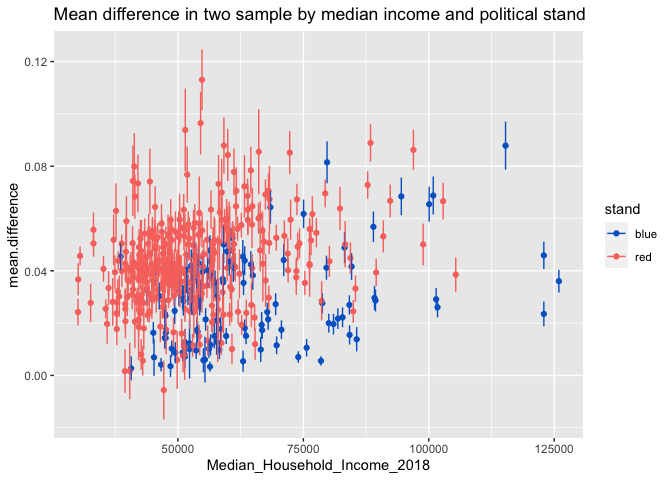 Mean difference in two sample by median income and political stand
0.12
0.08
0.04
0.00
mean.difference
50000
75000
100000
125000
Median_Household_Income_2018
stand
blue
red